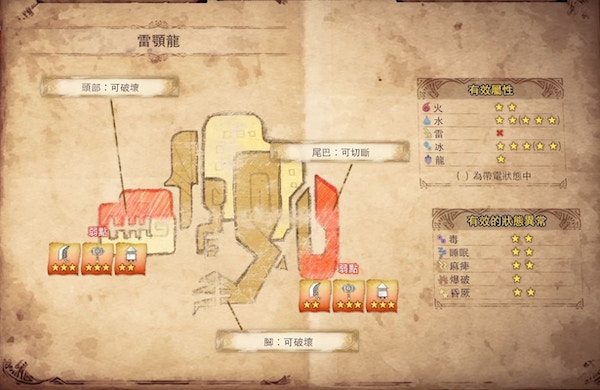 雷顎龍
頭部：可破壞
尾巴：可切斷
弱點
弱點
腳：可破壞
有效屬性
火
水
雷
冰
龍
( ) 為帶電狀態中
有效的狀態異常
毒
睡眠
麻痺
爆破
昏厥